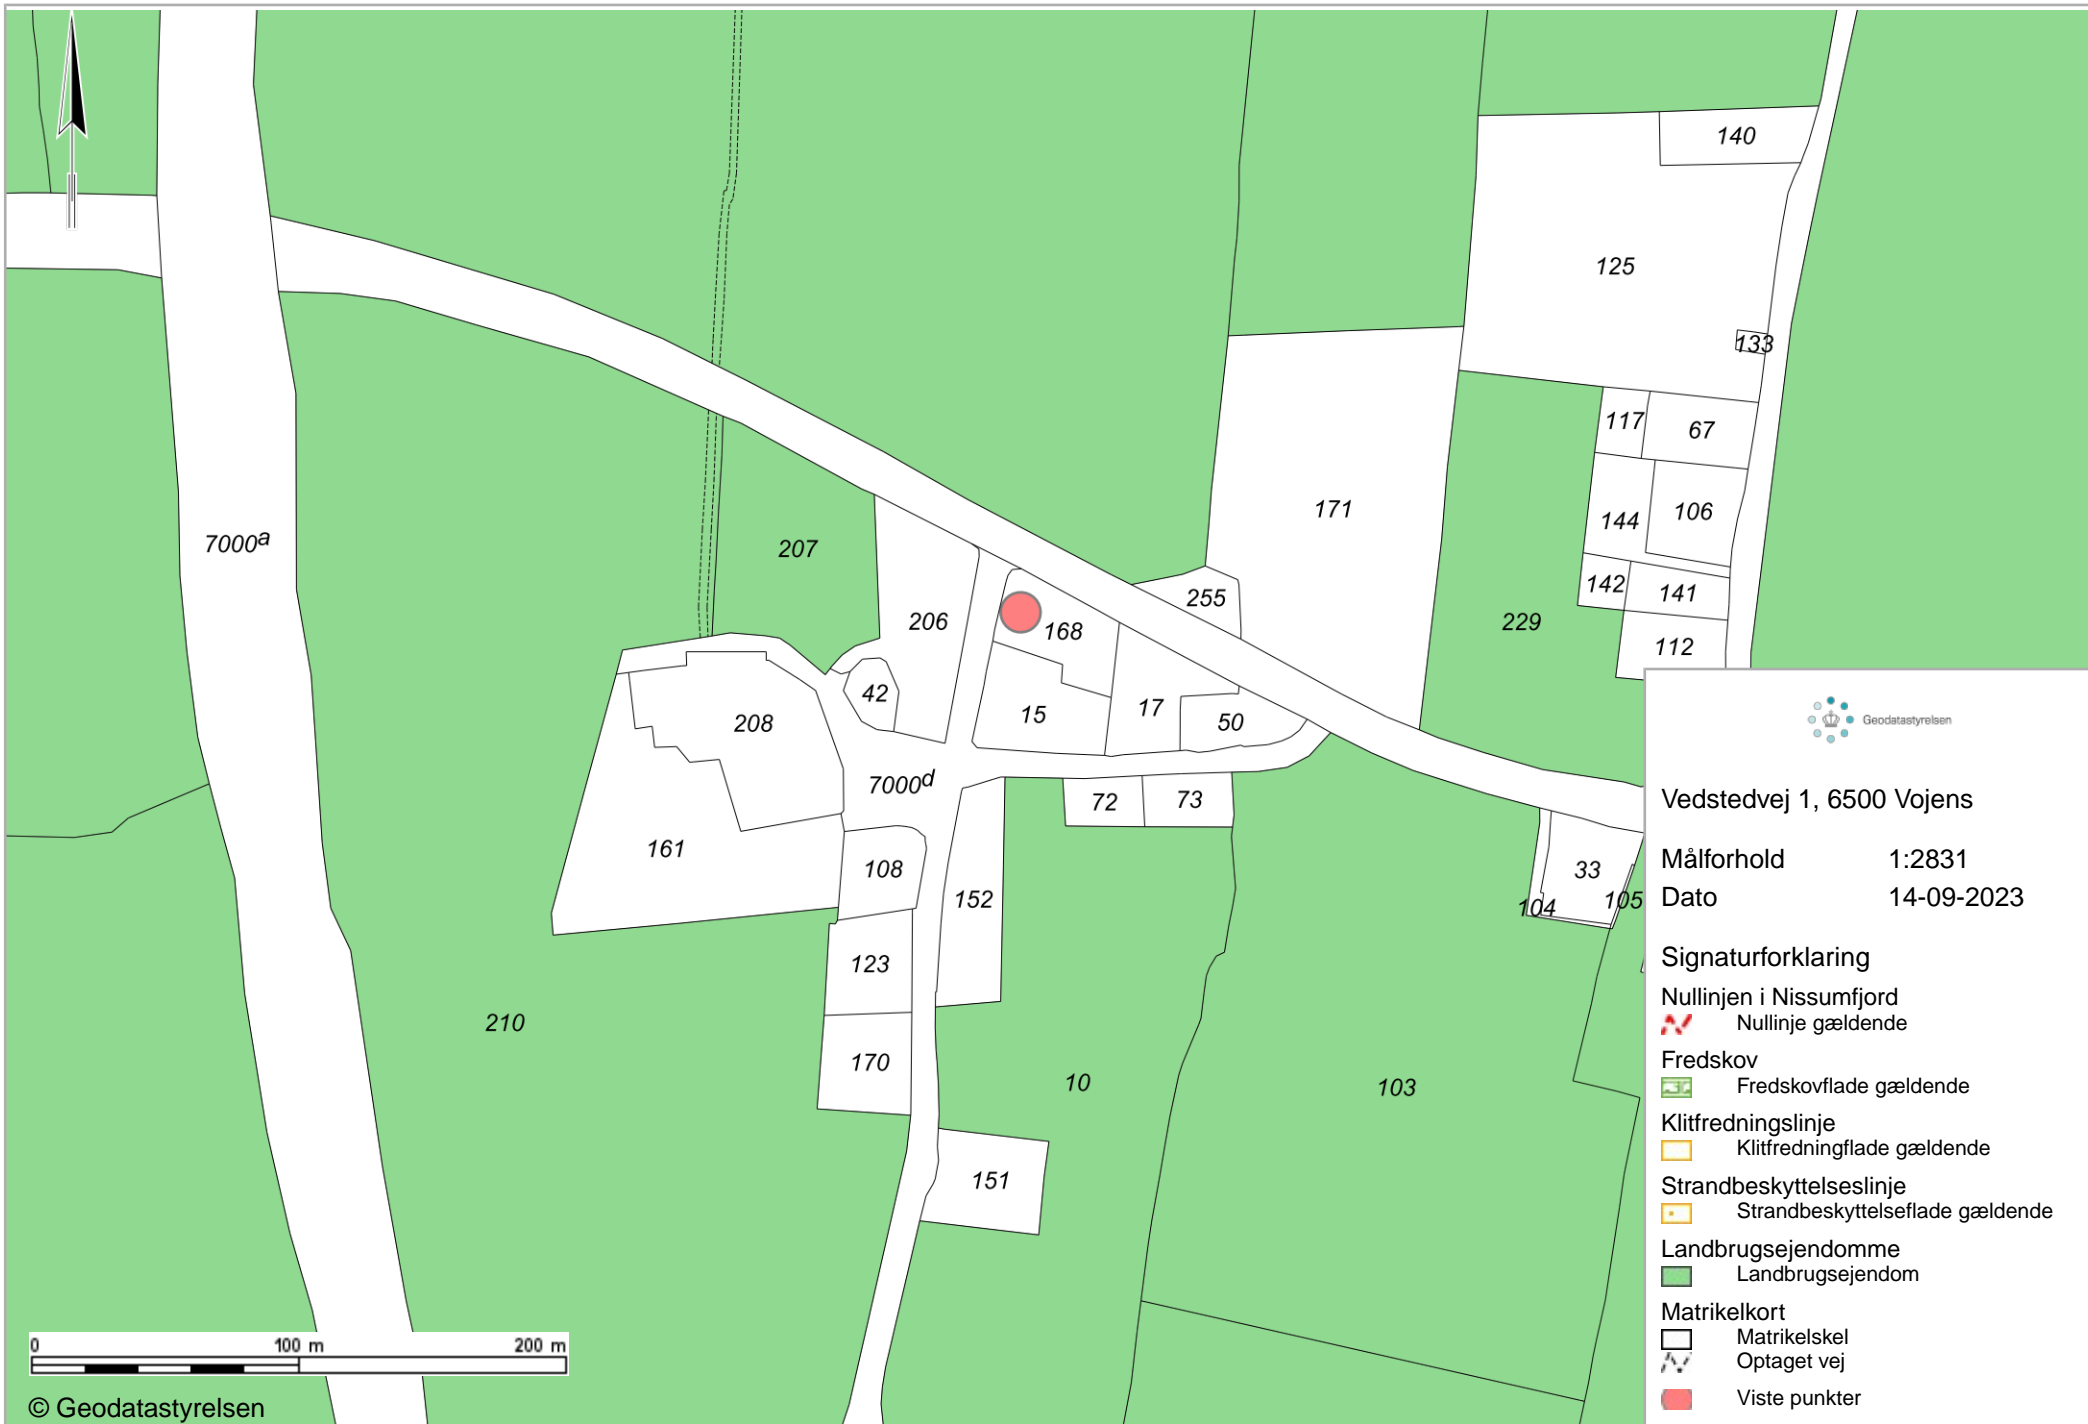 140
125
133
117
67
171
7000a
207
144
106
142
141
255
206
168
229
112
42
15
17
50
208
7000d
72
73
161
108
33
152
104
105
123
210
170
10
103
151
0 100 m 200 m
© Geodatastyrelsen
Geodatastyrelsen
Vedstedvej 1, 6500 Vojens
Målforhold 1:2831
Dato 14-09-2023
Signaturforklaring
Nullinjen i Nissumfjord
Nullinje gældende
Fredskov
Fredskovflade gældende
Klitfredningslinje
Klitfredningflade gældende
Strandbeskyttelseslinje
Strandbeskyttelseflade gældende
Landbrugsejendomme
Landbrugsejendom
Matrikelkort
Matrikelskel
Optaget vej
Viste punkter